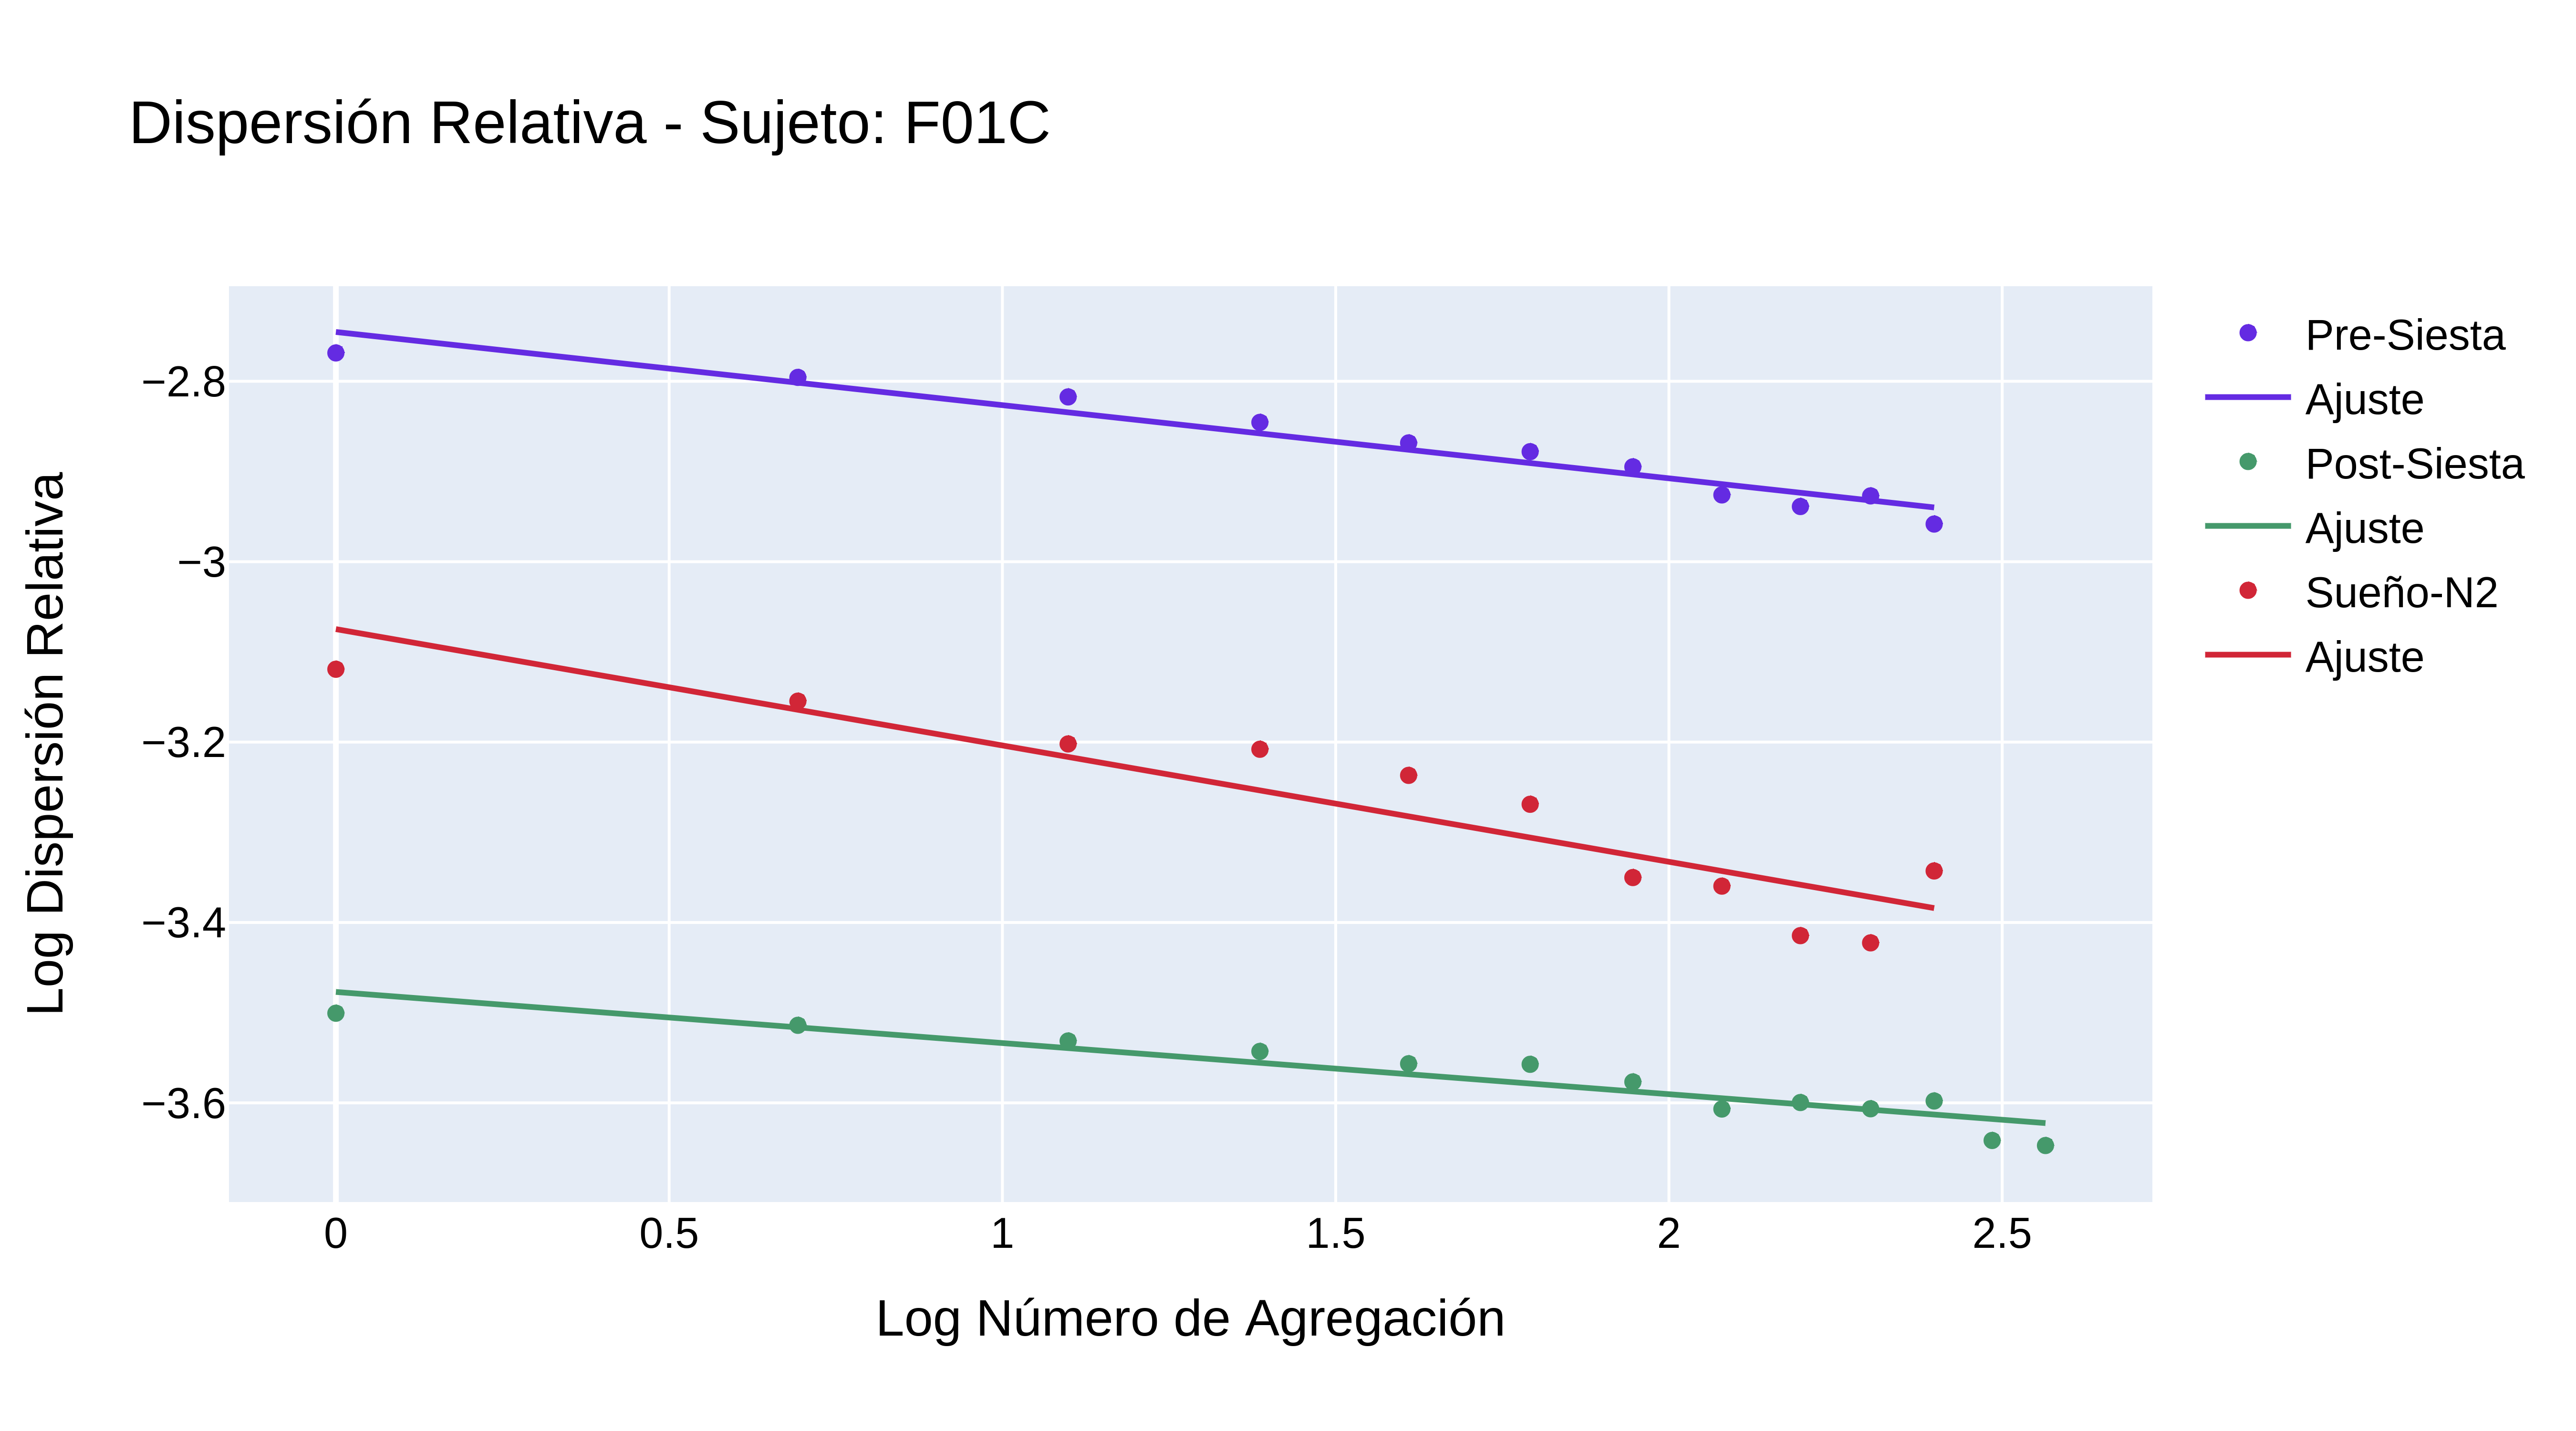 Dispersión Relativa - Sujeto: F01C
Log Dispersión Relativa
−2.8
−3
−3.2
−3.4
−3.6
0
0.5
1
1.5
2
2.5
Log Número de Agregación
Pre-Siesta
Ajuste
Post-Siesta
Ajuste
Sueño-N2
Ajuste